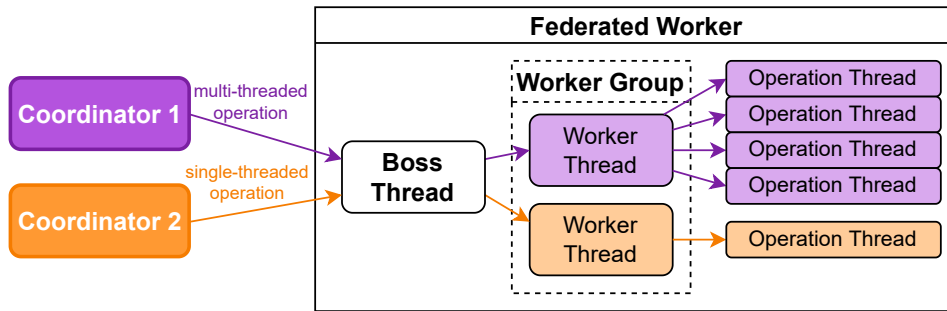 Federated Worker
Coordinator 1
multi-threaded
operation
Coordinator 2
single-threaded
operation
Boss
Thread
Worker Group
Worker
Thread
Worker
Thread
Operation Thread
Operation Thread
Operation Thread
Operation Thread
Operation Thread